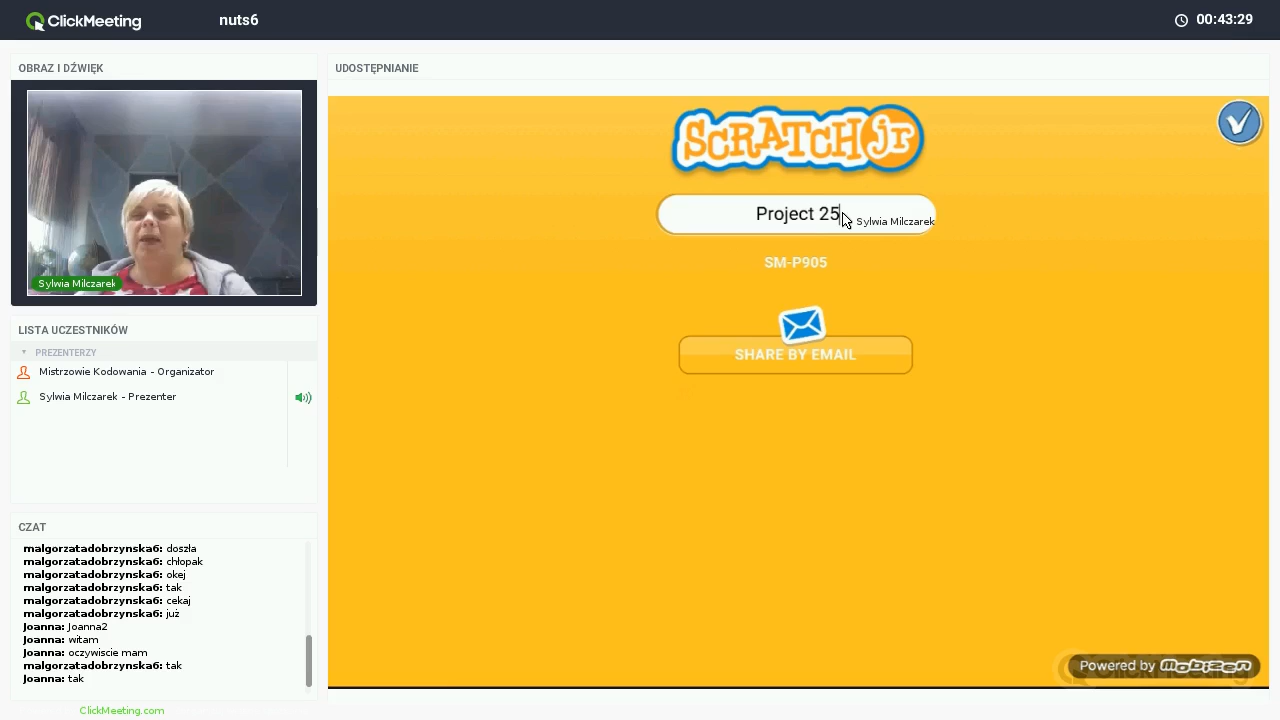 ClickMeeting
nuts6
00:43:29
OBRAZ I DŹWIĘK
Sylwia Milczarek
LISTA UCZESTNIKÓW
PREZENTERZY
Mistrzowie Kodowania - Organizator
Sylwia Milczarek - Prezenter
CZAT
malgorzatadobrzynska6: doszła
malgorzatadobrzynska6: chłopak
malgorzatadobrzynska6: okej
malgorzatadobrzynska6: tak
malgorzatadobrzynska6: cekaj
malgorzatadobrzynska6: już
Joanna: Joanna2
Joanna: witam
Joanna: oczywiscie mam
malgorzatadobrzynska6: tak
Joanna: tak
ClickMeeting.com
UDOSTĘPNIANIE
SCRATCH jr
Project 25
Sylwia Milczarek
SM-P905
SHARE BY EMAIL
Powered by Mobizen